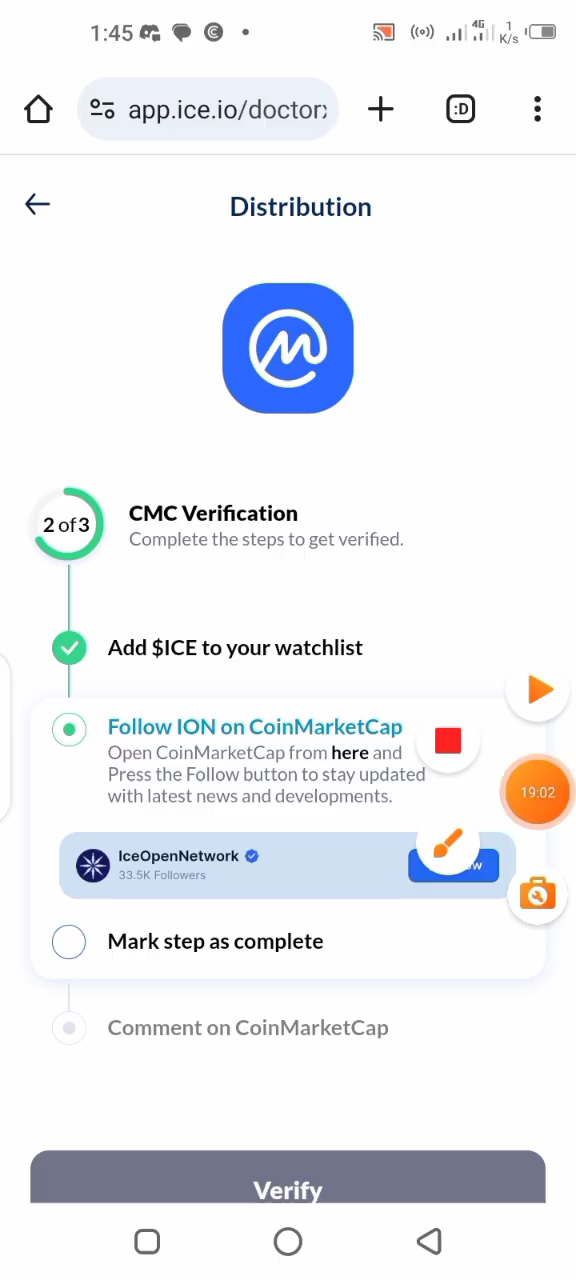 1:45
4G
1
K/s
app.ice.io/doctor
:D
Distribution
2 of 3
CMC Verification
Complete the steps to get verified.
Add $ICE to your watchlist
Follow ION on CoinMarketCap
Open CoinMarketCap from here and
Press the Follow button to stay updated
with latest news and developments.
19:02
IceOpenNetwork
33.5K Followers
Mark step as complete
Comment on CoinMarketCap
Verify